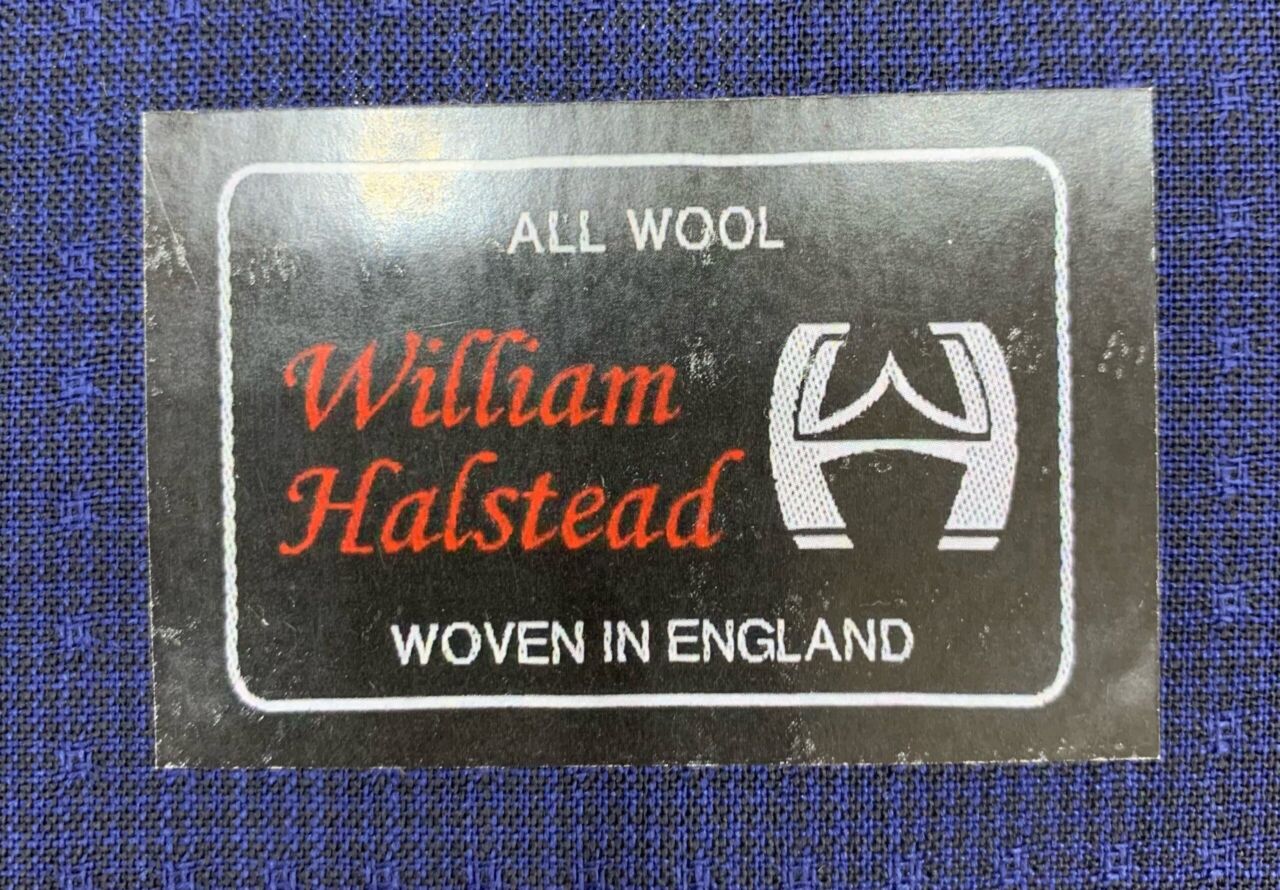 ALL WOOL
William
Halstead
WOVEN IN ENGLAND